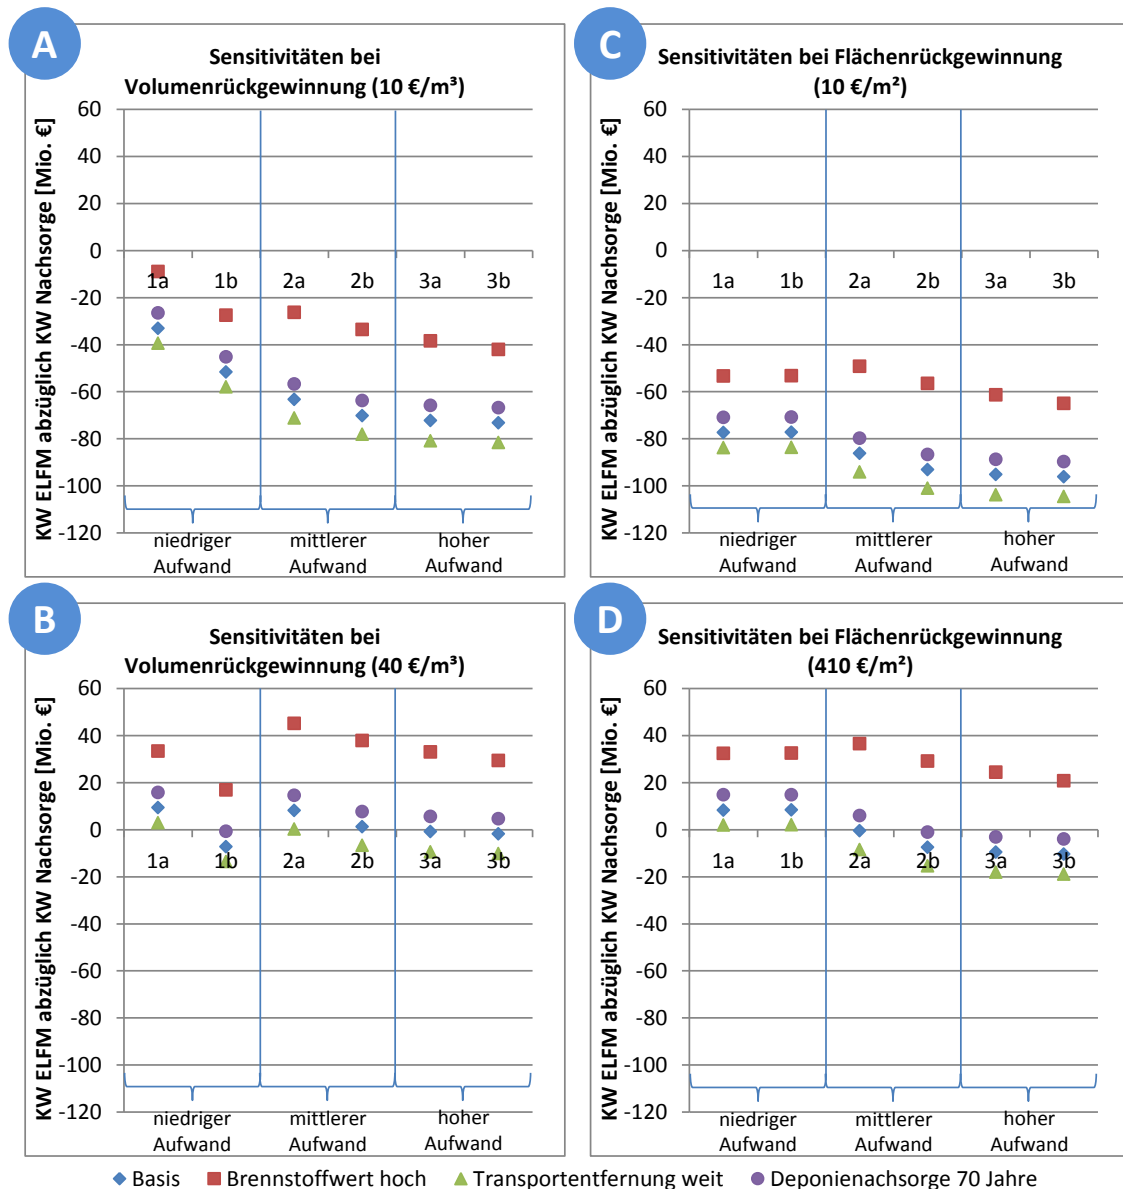 A
Sensitivitäten bei
Volumenrückgewinnung (10 €/m³)
KW ELFM abzüglich KW Nachsorge [Mio. €]
60
40
20
0
-20
-40
-60
-80
-100
-120
1a 1b 2a 2b 3a 3b
niedriger Aufwand
mittlerer Aufwand
hoher Aufwand
C
Sensitivitäten bei Flächenrückgewinnung
(10 €/m²)
KW ELFM abzüglich KW Nachsorge [Mio. €]
60
40
20
0
-20
-40
-60
-80
-100
-120
1a 1b 2a 2b 3a 3b
niedriger Aufwand
mittlerer Aufwand
hoher Aufwand
B
Sensitivitäten bei
Volumenrückgewinnung (40 €/m³)
KW ELFM abzüglich KW Nachsorge [Mio. €]
60
40
20
0
-20
-40
-60
-80
-100
-120
1a 1b 2a 2b 3a 3b
niedriger Aufwand
mittlerer Aufwand
hoher Aufwand
D
Sensitivitäten bei Flächenrückgewinnung
(410 €/m²)
KW ELFM abzüglich KW Nachsorge [Mio. €]
60
40
20
0
-20
-40
-60
-80
-100
-120
1a 1b 2a 2b 3a 3b
niedriger Aufwand
mittlerer Aufwand
hoher Aufwand
Basis Brennstoffwert hoch Transportentfernung weit Deponienachsorge 70 Jahre